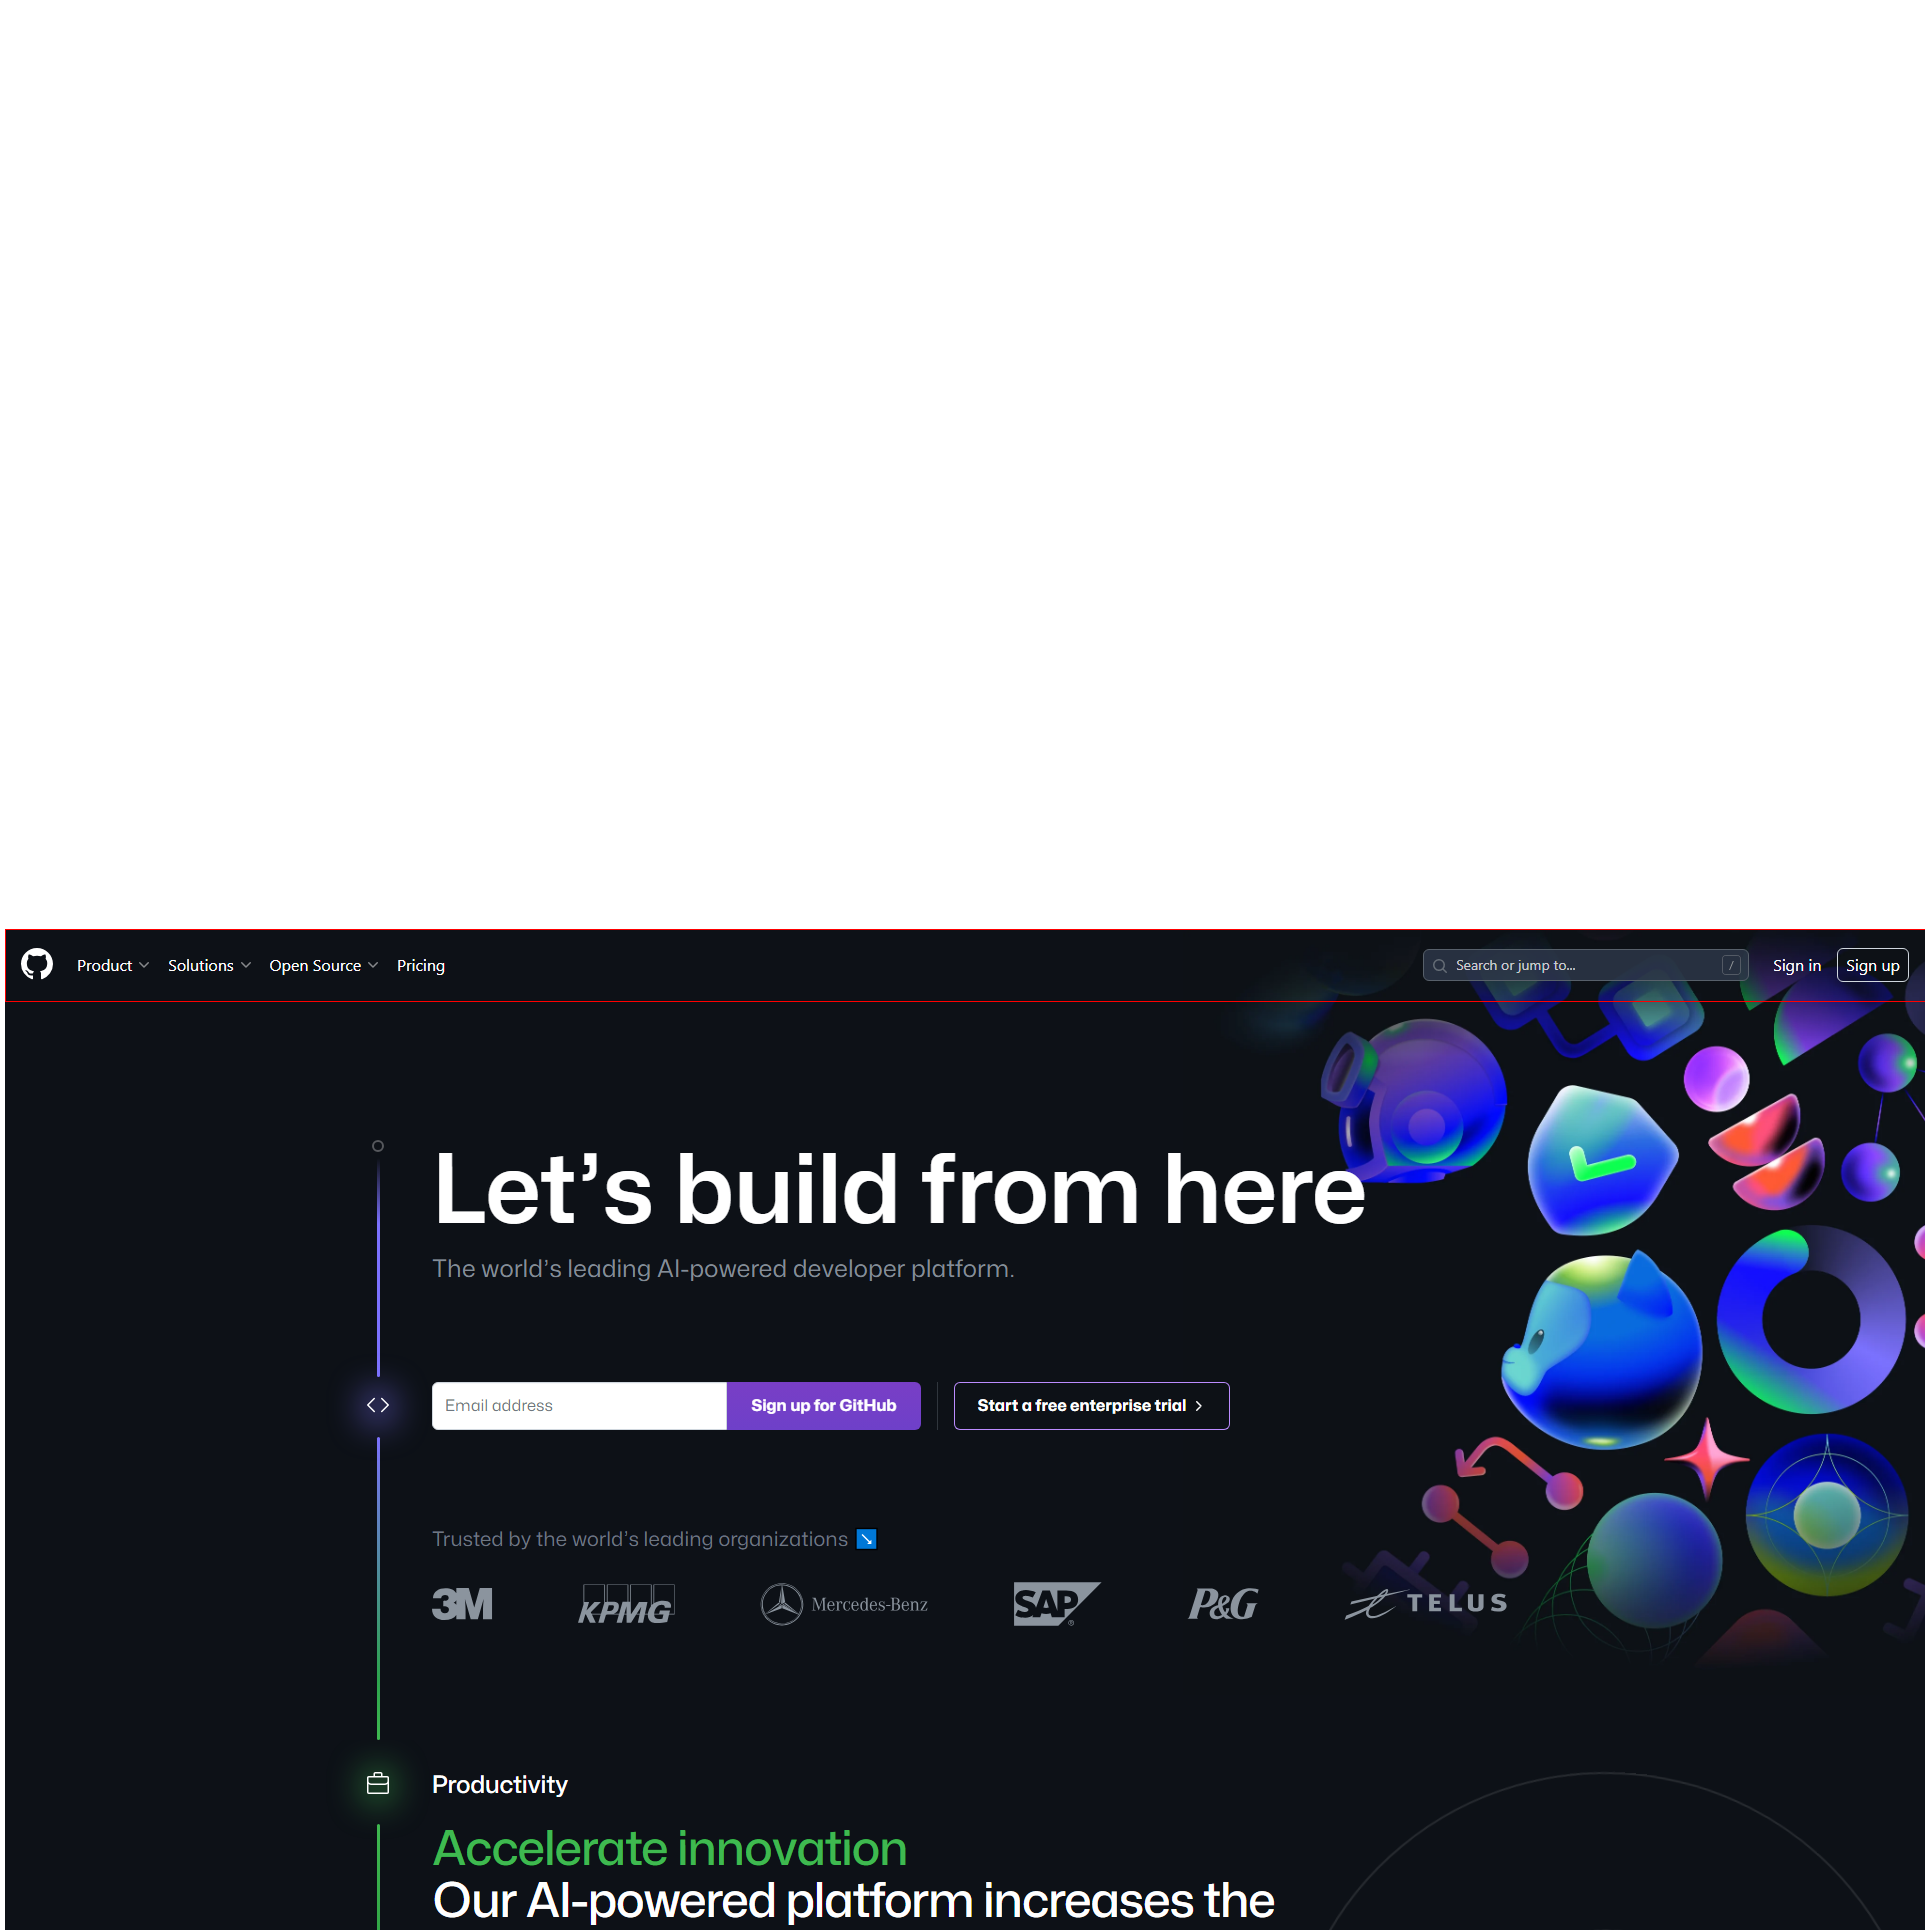 Product Solutions Open Source Pricing Search or jump to... / Sign in Sign up
Let’s build from here
The world’s leading AI-powered developer platform.
Email address Sign up for GitHub Start a free enterprise trial
Trusted by the world’s leading organizations ↘
3M KPMG Mercedes-Benz SAP® P&G TELUS
Productivity
Accelerate innovation
Our AI-powered platform increases the